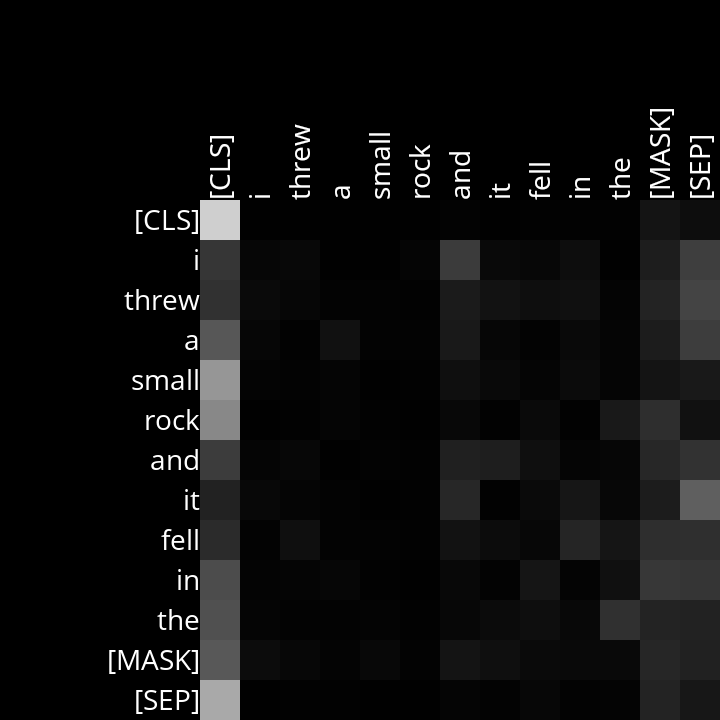 [CLS] i threw a small rock and it fell in the [MASK] [SEP]
[CLS]
i
threw
a
small
rock
and
it
fell
in
the
[MASK]
[SEP]